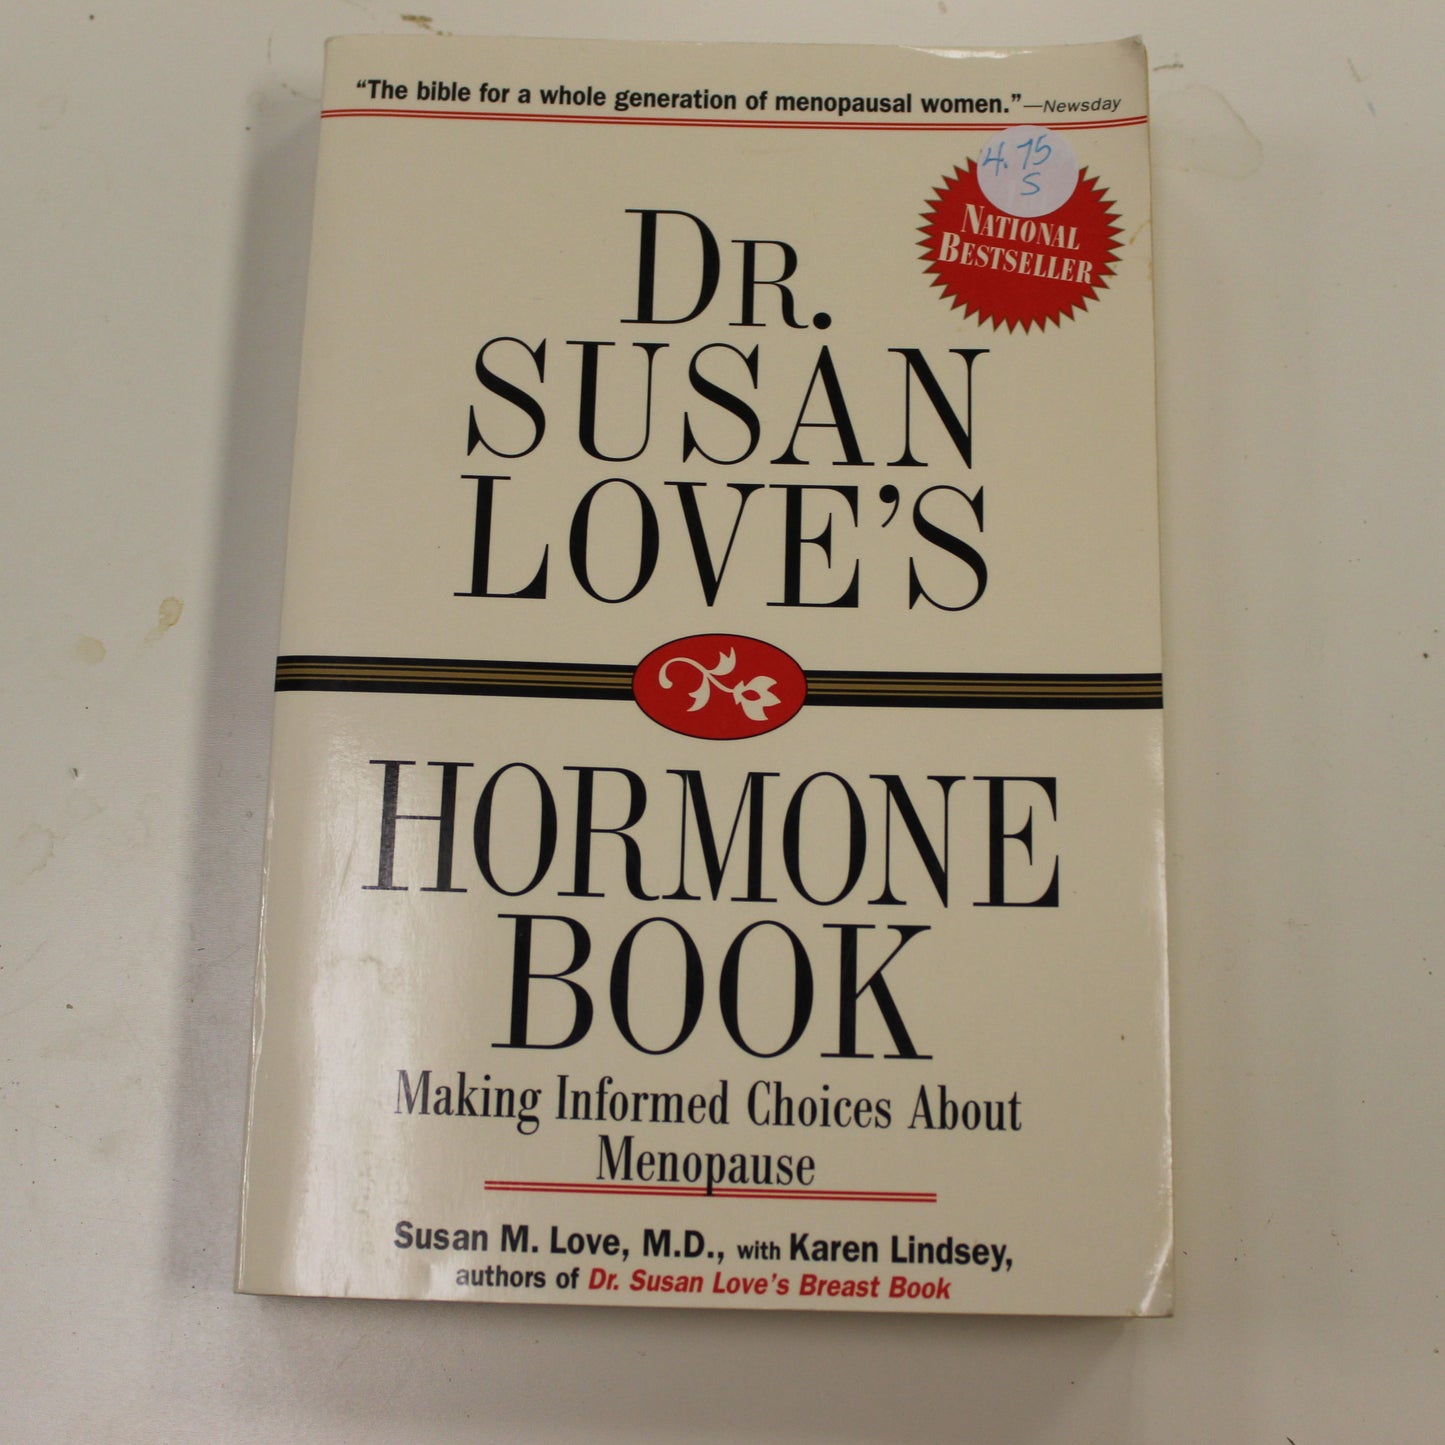 “The bible for a whole generation of menopausal women.”—Newsday
4.75
S
NATIONAL
BESTSELLER
DR.
SUSAN
LOVE’S
HORMONE
BOOK
Making Informed Choices About
Menopause
Susan M. Love, M.D., with Karen Lindsey,
authors of Dr. Susan Love’s Breast Book